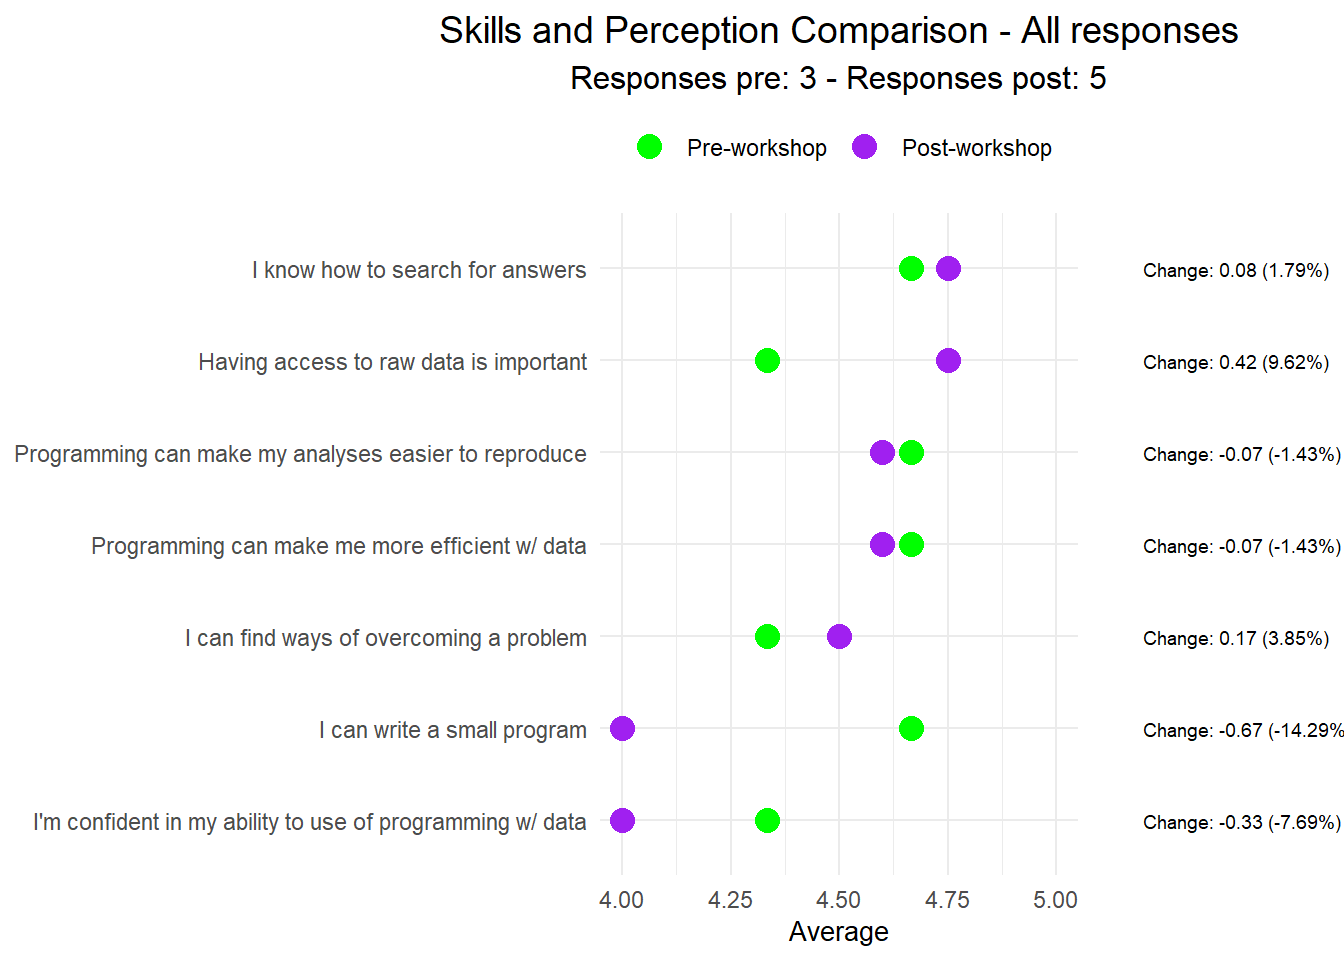 Skills and Perception Comparison - All responses
Responses pre: 3 - Responses post: 5
Pre-workshop Post-workshop
I know how to search for answers Change: 0.08 (1.79%)
Having access to raw data is important Change: 0.42 (9.62%)
Programming can make my analyses easier to reproduce Change: -0.07 (-1.43%)
Programming can make me more efficient w/ data Change: -0.07 (-1.43%)
I can find ways of overcoming a problem Change: 0.17 (3.85%)
I can write a small program Change: -0.67 (-14.29%
I'm confident in my ability to use of programming w/ data Change: -0.33 (-7.69%)
4.00 4.25 4.50 4.75 5.00
Average